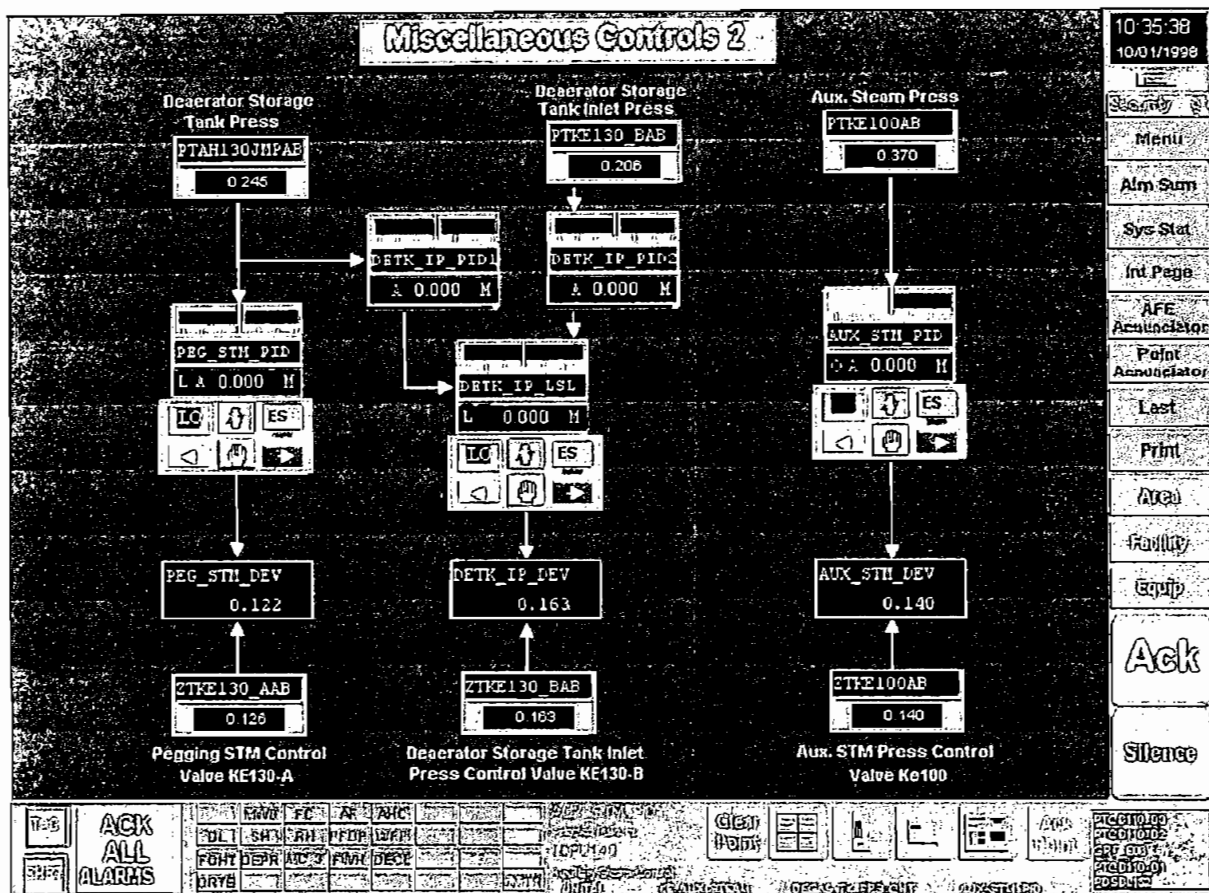 Miscellaneous Controls 2
10:35:38
10/01/1998
Deaerator Storage
Tank Press
PTAH130JMPAB
0.245
Deaerator Storage
Tank Inlet Press
PTKE130_BAB
0.206
Aux. Steam Press
PTKE100AB
0.370
DETK_IP_PID1
A 0.000 M
DETK_IP_PID2
A 0.000 M
PEG_STM_PID
L A 0.000 M
LO
ES
DETK_IP_LSL
L 0.000 M
LO
ES
AUX_STM_PID
A 0.000 M
ES
PEG_STM_DEV
0.122
DETK_IP_DEV
0.163
AUX_STM_DEV
0.140
ZTKE130_AAB
0.126
ZTKE130_BAB
0.163
ZTKE100AB
0.140
Pegging STM Control
Valve KE130-A
Deaerator Storage Tank Inlet
Press Control Valve KE130-B
Aux. STM Press Control
Valve Ke100
Menu
Alm Sum
Sys Stat
Int Page
AFE
Annunciator
Point
Annunciator
Last
Print
Area
Facility
Equip
Ack
Silence
ACK
ALL
ALARMS
FC AF AHC
SH RH
DEPR